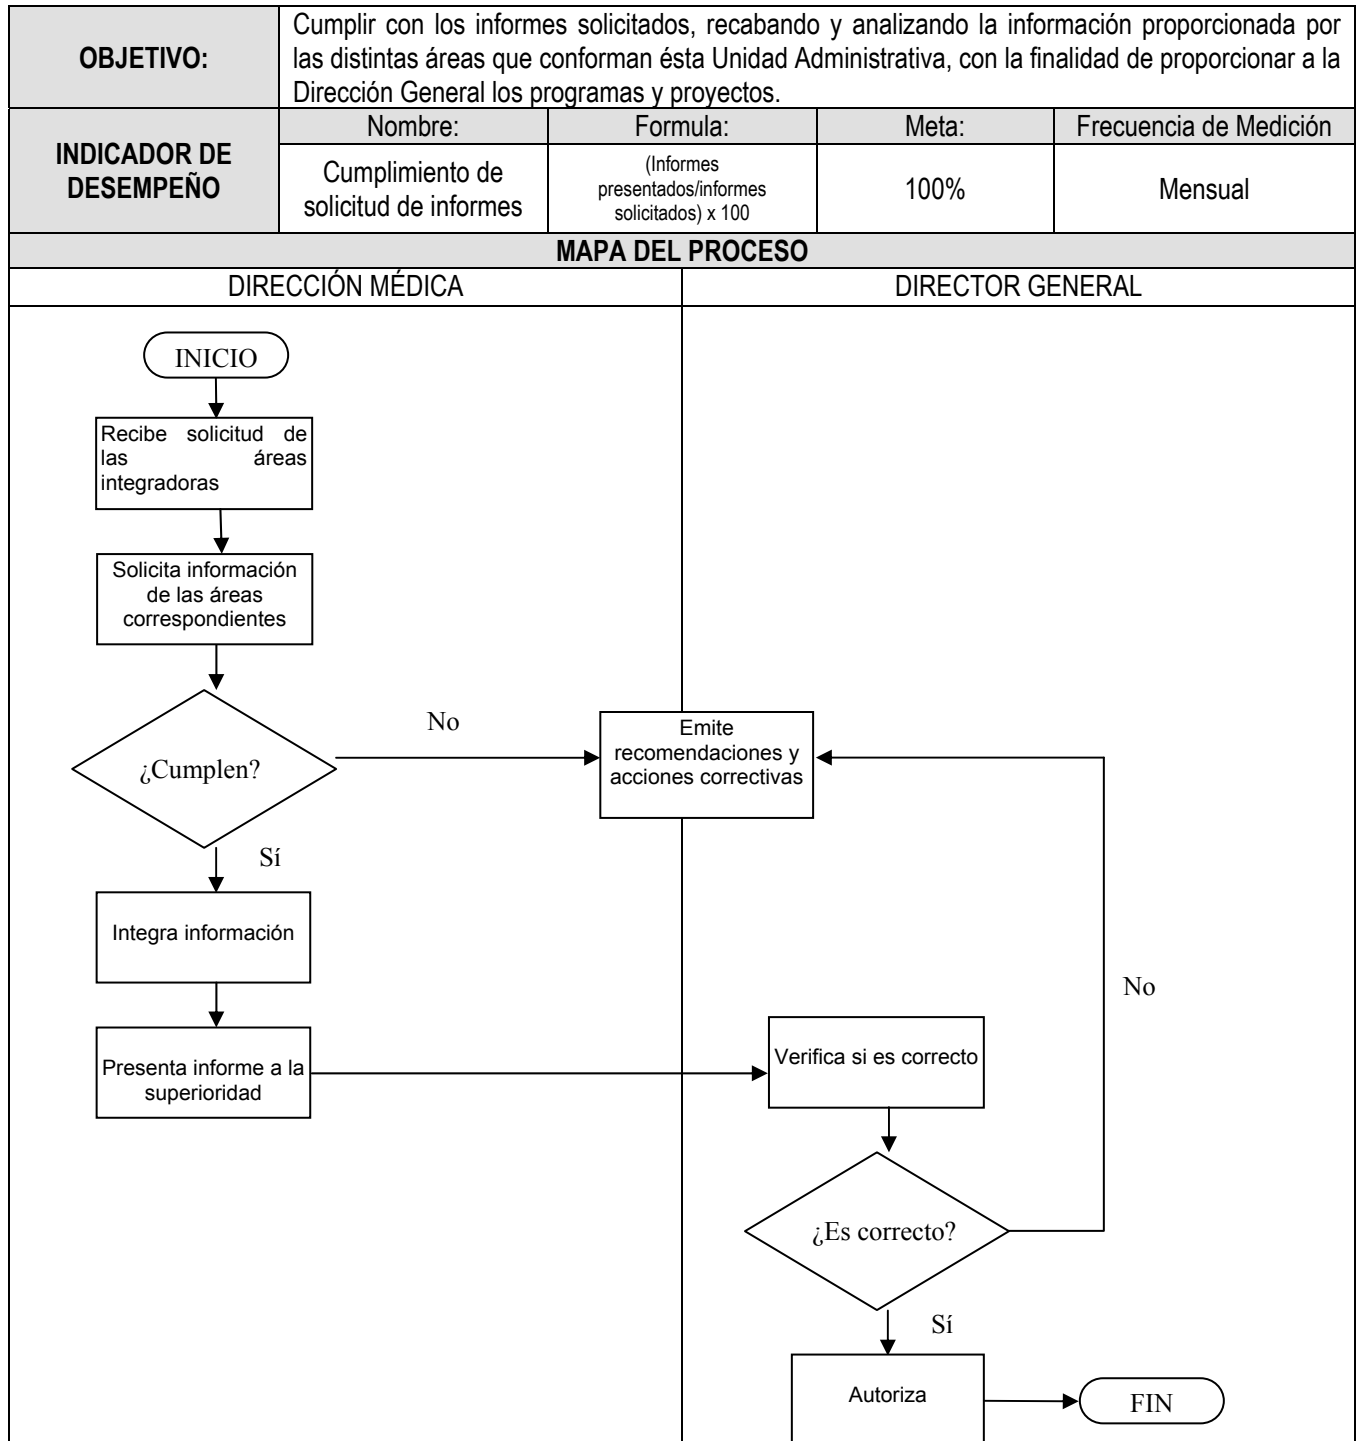 OBJETIVO:
Cumplir con los informes solicitados, recabando y analizando la información proporcionada por
las distintas áreas que conforman ésta Unidad Administrativa, con la finalidad de proporcionar a la
Dirección General los programas y proyectos.
INDICADOR DE
DESEMPEÑO
Nombre:
Formula:
Meta:
Frecuencia de Medición
Cumplimiento de
solicitud de informes
(Informes
presentados/informes
solicitados) x 100
100%
Mensual
MAPA DEL PROCESO
DIRECCIÓN MÉDICA
DIRECTOR GENERAL
INICIO
Recibe solicitud de
las áreas
integradoras
Solicita información
de las áreas
correspondientes
¿Cumplen?
No
Emite
recomendaciones y
acciones correctivas
Sí
Integra información
No
Presenta informe a la
superioridad
Verifica si es correcto
¿Es correcto?
Sí
Autoriza
FIN